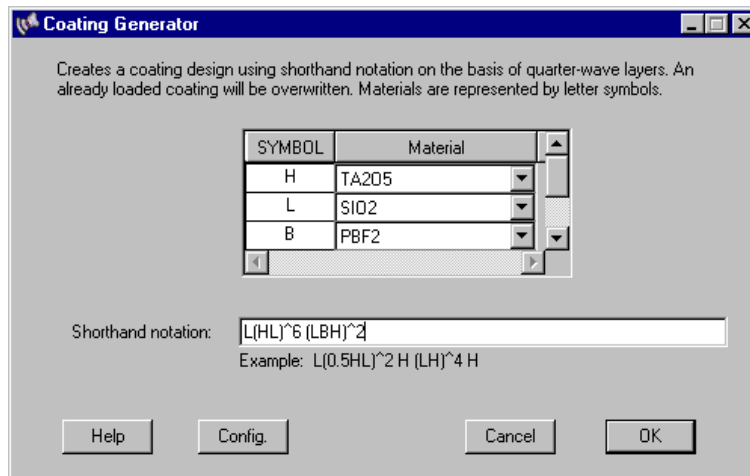 Coating Generator
Creates a coating design using shorthand notation on the basis of quarter-wave layers. An
already loaded coating will be overwritten. Materials are represented by letter symbols.
SYMBOL Material
H TA2O5
L SIO2
B PBF2
Shorthand notation: L(HL)^6 (LBH)^2
Example: L(0.5HL)^2 H (LH)^4 H
Help Config. Cancel OK